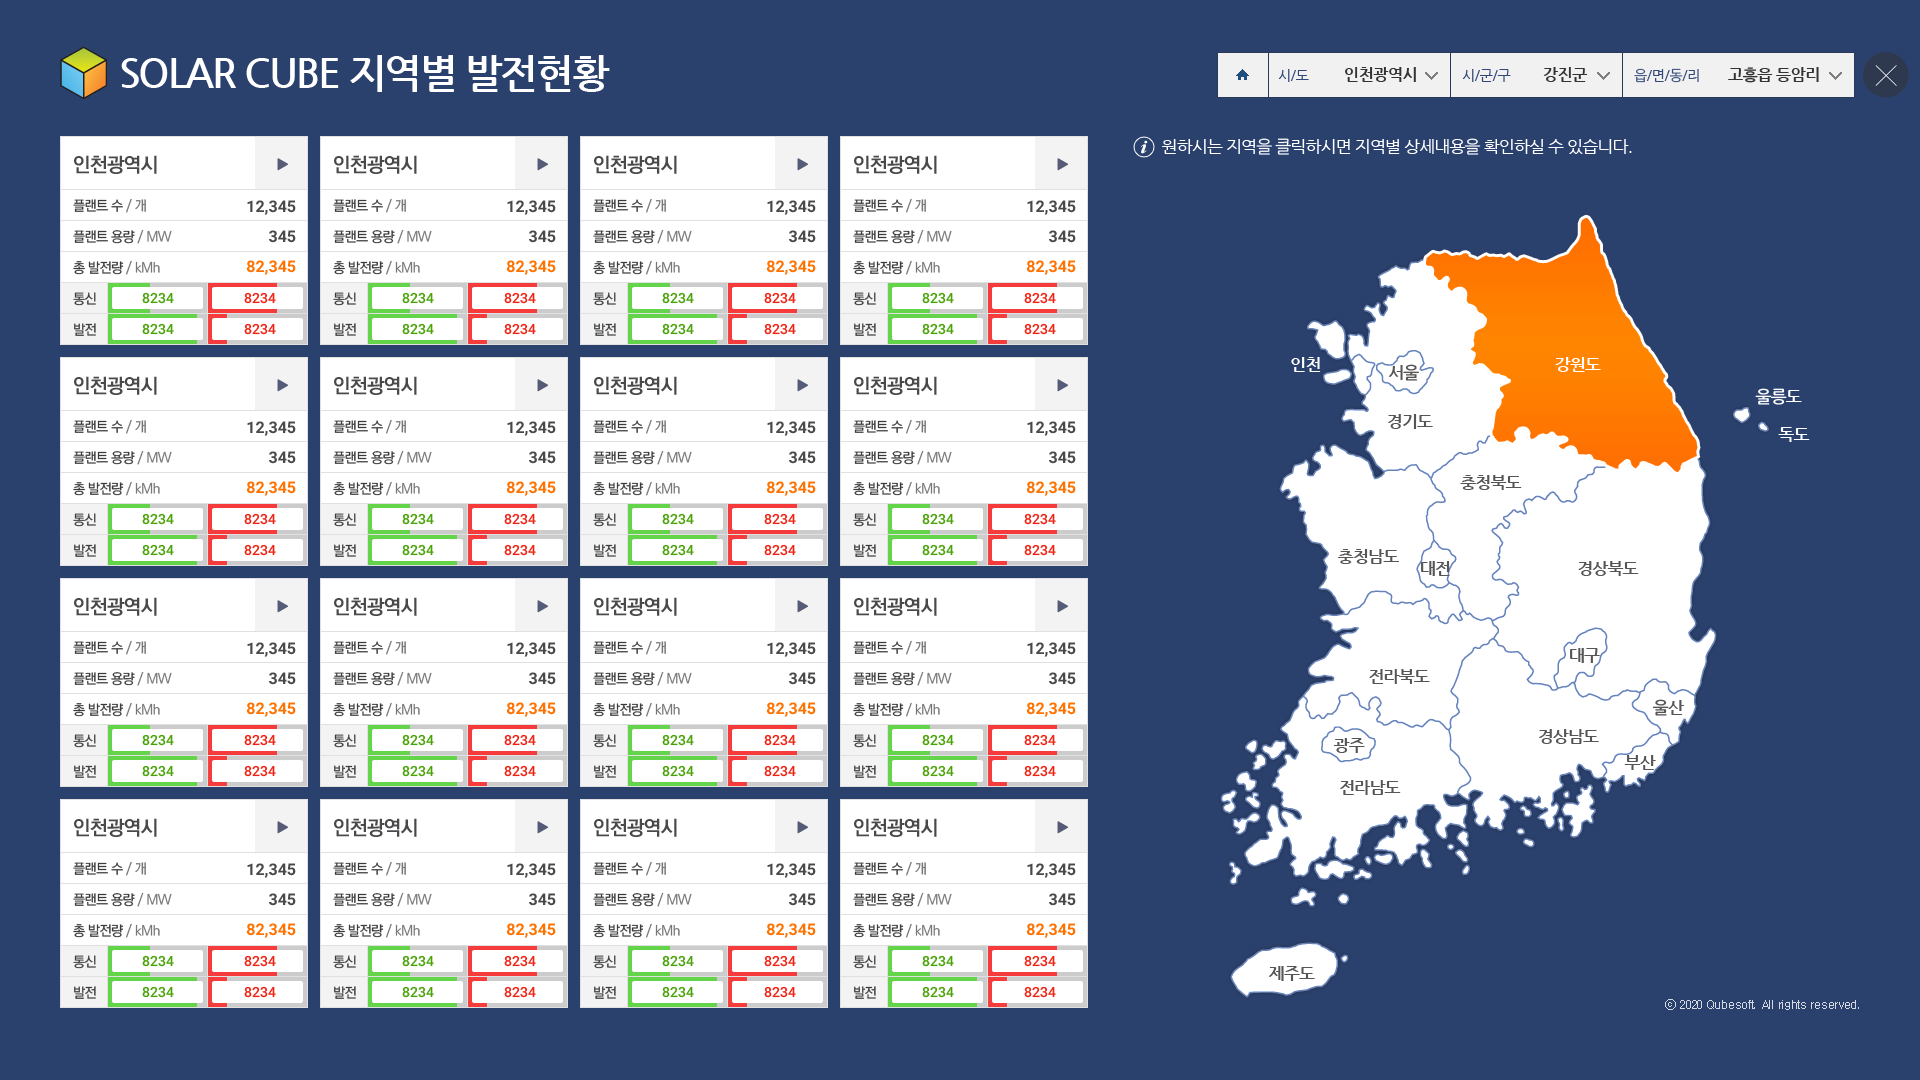 SOLAR CUBE 지역별 발전현황
시/도 인천광역시 시/군/구 강진군 읍/면/동/리 고흥읍 등암리
원하시는 지역을 클릭하시면 지역별 상세내용을 확인하실 수 있습니다.
인천광역시 인천광역시 인천광역시 인천광역시
플랜트 수 / 개 12,345 플랜트 수 / 개 12,345 플랜트 수 / 개 12,345 플랜트 수 / 개 12,345
플랜트 용량 / MW 345 플랜트 용량 / MW 345 플랜트 용량 / MW 345 플랜트 용량 / MW 345
총 발전량 / kMh 82,345 총 발전량 / kMh 82,345 총 발전량 / kMh 82,345 총 발전량 / kMh 82,345
통신 8234 8234 통신 8234 8234 통신 8234 8234 통신 8234 8234
발전 8234 8234 발전 8234 8234 발전 8234 8234 발전 8234 8234
인천광역시 인천광역시 인천광역시 인천광역시
플랜트 수 / 개 12,345 플랜트 수 / 개 12,345 플랜트 수 / 개 12,345 플랜트 수 / 개 12,345
플랜트 용량 / MW 345 플랜트 용량 / MW 345 플랜트 용량 / MW 345 플랜트 용량 / MW 345
총 발전량 / kMh 82,345 총 발전량 / kMh 82,345 총 발전량 / kMh 82,345 총 발전량 / kMh 82,345
통신 8234 8234 통신 8234 8234 통신 8234 8234 통신 8234 8234
발전 8234 8234 발전 8234 8234 발전 8234 8234 발전 8234 8234
인천광역시 인천광역시 인천광역시 인천광역시
플랜트 수 / 개 12,345 플랜트 수 / 개 12,345 플랜트 수 / 개 12,345 플랜트 수 / 개 12,345
플랜트 용량 / MW 345 플랜트 용량 / MW 345 플랜트 용량 / MW 345 플랜트 용량 / MW 345
총 발전량 / kMh 82,345 총 발전량 / kMh 82,345 총 발전량 / kMh 82,345 총 발전량 / kMh 82,345
통신 8234 8234 통신 8234 8234 통신 8234 8234 통신 8234 8234
발전 8234 8234 발전 8234 8234 발전 8234 8234 발전 8234 8234
인천광역시 인천광역시 인천광역시 인천광역시
플랜트 수 / 개 12,345 플랜트 수 / 개 12,345 플랜트 수 / 개 12,345 플랜트 수 / 개 12,345
플랜트 용량 / MW 345 플랜트 용량 / MW 345 플랜트 용량 / MW 345 플랜트 용량 / MW 345
총 발전량 / kMh 82,345 총 발전량 / kMh 82,345 총 발전량 / kMh 82,345 총 발전량 / kMh 82,345
통신 8234 8234 통신 8234 8234 통신 8234 8234 통신 8234 8234
발전 8234 8234 발전 8234 8234 발전 8234 8234 발전 8234 8234
인천 강원도
서울
울릉도
경기도
독도
충청북도
충청남도
대전 경상북도
대구
전라북도
울산
경상남도
광주
부산
전라남도
제주도
ⓒ 2020 Qubesoft. All rights reserved.